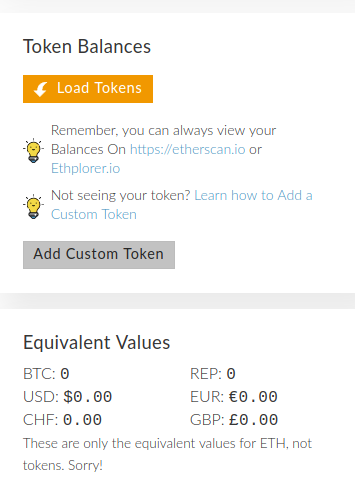 Token Balances
Load Tokens
Remember, you can always view your
Balances On https://etherscan.io or
Ethplorer.io
Not seeing your token? Learn how to Add a
Custom Token
Add Custom Token
Equivalent Values
BTC: 0 REP: 0
USD: $0.00 EUR: €0.00
CHF: 0.00 GBP: £0.00
These are only the equivalent values for ETH, not
tokens. Sorry!